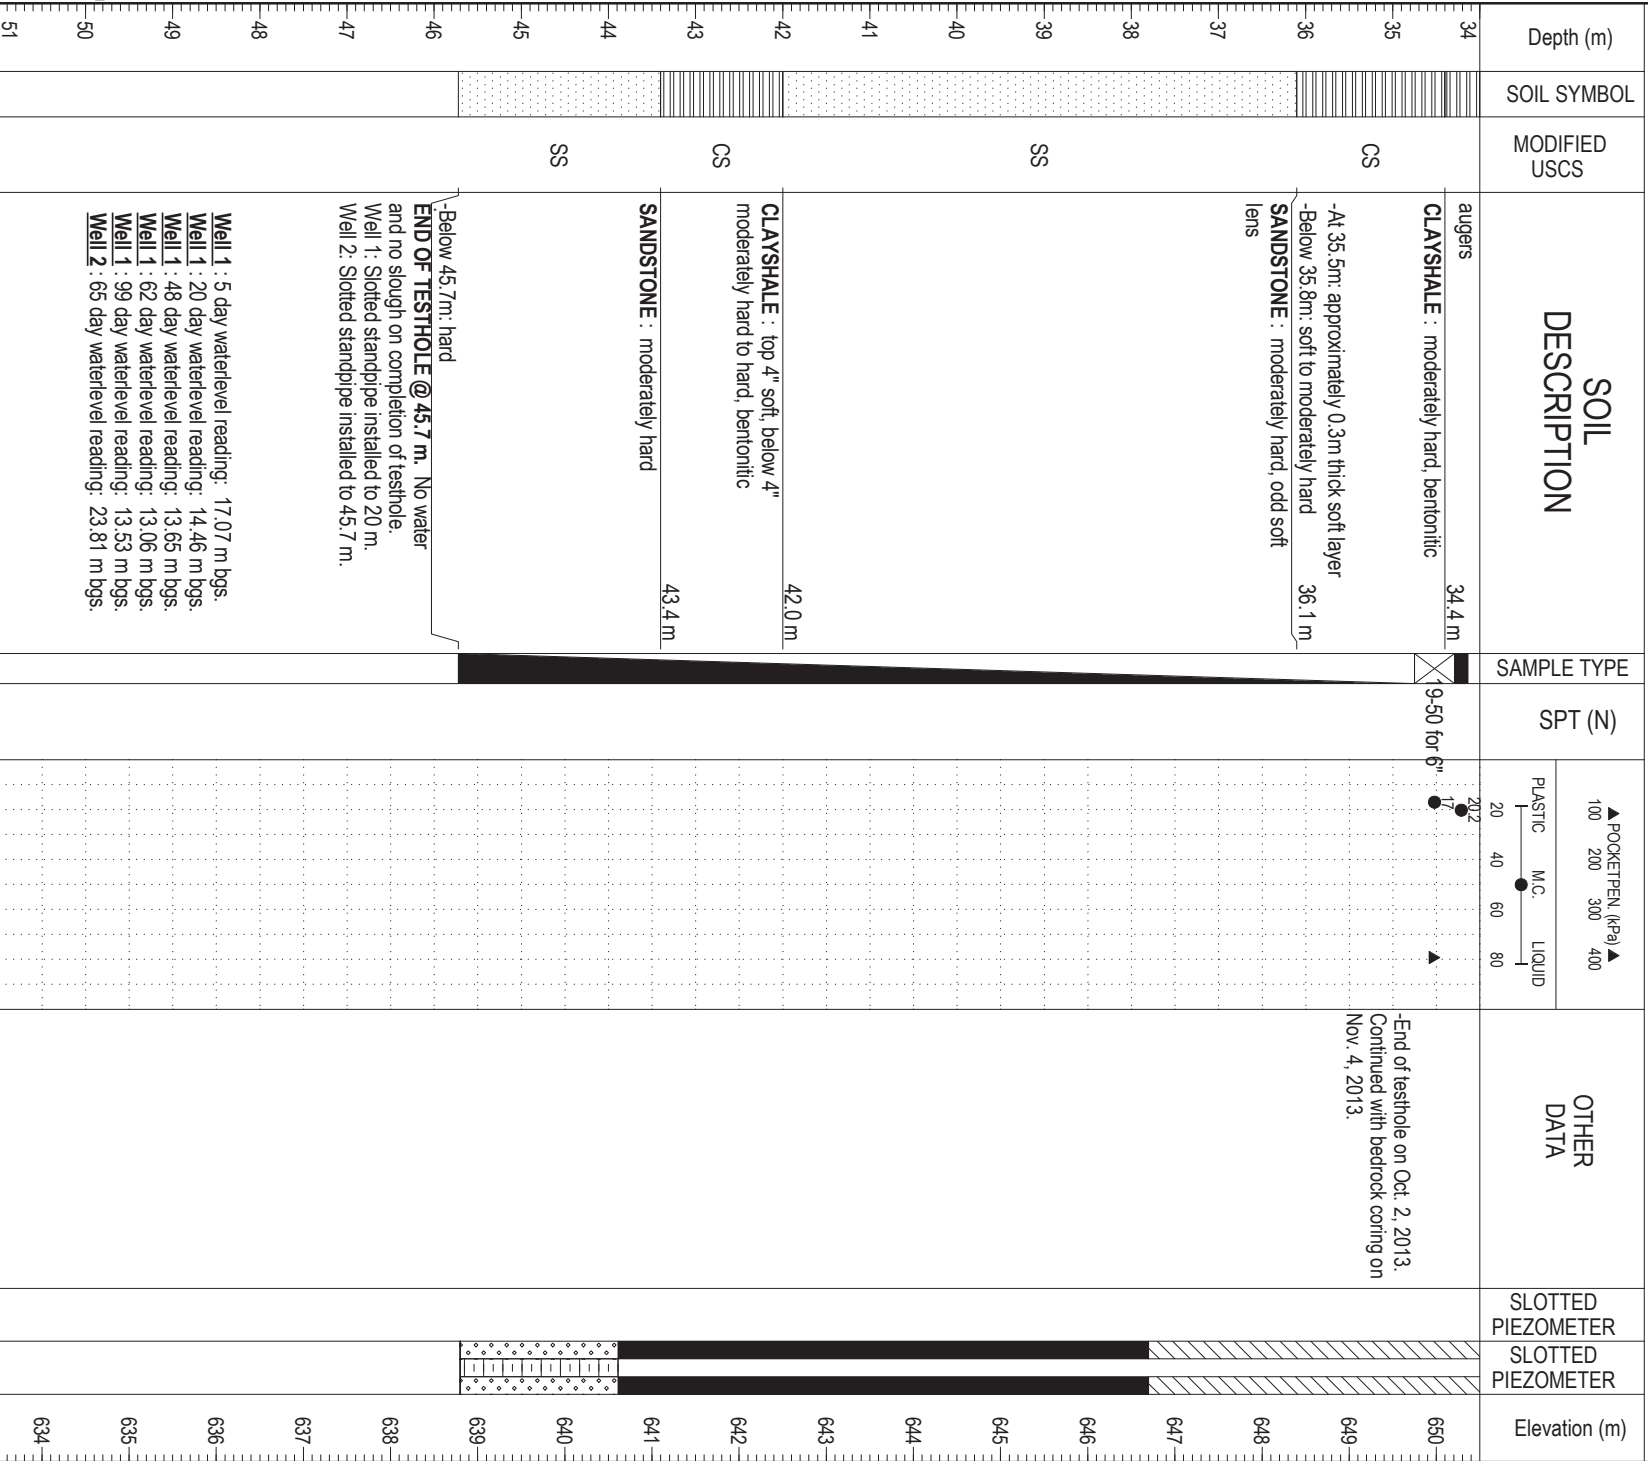 Depth (m)
SOIL SYMBOL
MODIFIED
USCS
SOIL
DESCRIPTION
SAMPLE TYPE
SPT (N)
▲ POCKETPEN. (kPa) ▲
100 200 300 400
PLASTIC M.C. LIQUID
20 40 60 80
OTHER
DATA
SLOTTED
PIEZOMETER
SLOTTED
PIEZOMETER
Elevation (m)
34
35
36
37
38
39
40
41
42
43
44
45
46
47
48
49
50
51
CS
SS
CS
SS
augers
34.4 m
CLAYSHALE : moderately hard, bentonitic
-At 35.5m: approximately 0.3m thick soft layer
-Below 35.8m: soft to moderately hard
36.1 m
SANDSTONE : moderately hard, odd soft
lens
42.0 m
CLAYSHALE : top 4" soft, below 4"
moderately hard to hard, bentonitic
43.4 m
SANDSTONE : moderately hard
-Below 45.7m: hard
END OF TESTHOLE @ 45.7 m. No water
and no slough on completion of testhole.
Well 1: Slotted standpipe installed to 20 m.
Well 2: Slotted standpipe installed to 45.7 m.
Well 1 : 5 day waterlevel reading: 17.07 m bgs.
Well 1 : 20 day waterlevel reading: 14.46 m bgs.
Well 1 : 48 day waterlevel reading: 13.65 m bgs.
Well 1 : 62 day waterlevel reading: 13.06 m bgs.
Well 1 : 99 day waterlevel reading: 13.53 m bgs.
Well 2 : 65 day waterlevel reading: 23.81 m bgs.
19-50 for 6"
20.2
17
-End of testhole on Oct. 2, 2013.
Continued with bedrock coring on
Nov. 4, 2013.
650
649
648
647
646
645
644
643
642
641
640
639
638
637
636
635
634